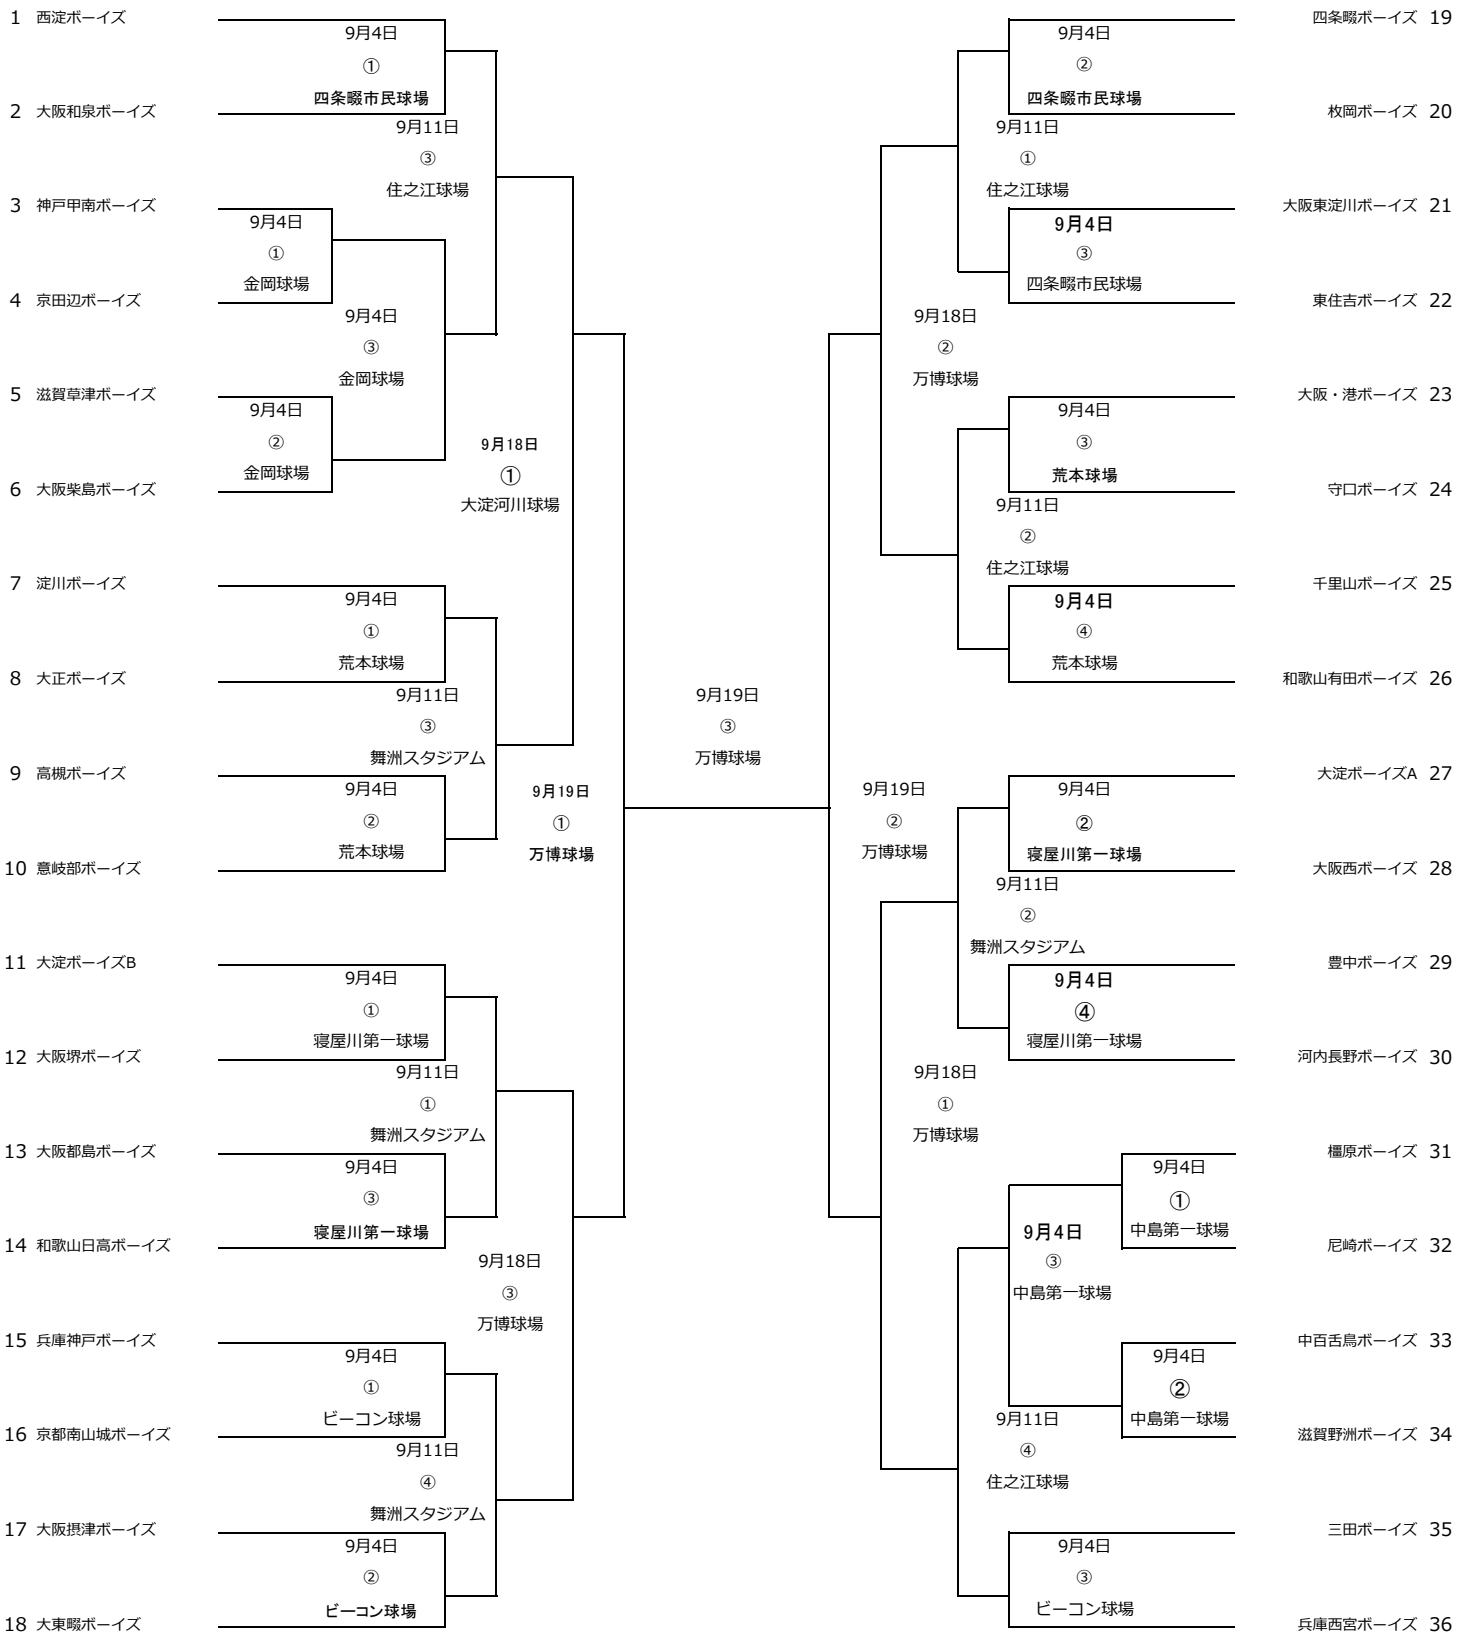 1 西淀ボーイズ
9月4日
①
四条畷市民球場
2 大阪和泉ボーイズ
9月11日
③
住之江球場
3 神戸甲南ボーイズ
9月4日
①
金岡球場
4 京田辺ボーイズ
9月4日
③
金岡球場
5 滋賀草津ボーイズ
9月4日
②
金岡球場
6 大阪柴島ボーイズ
9月18日
①
大淀河川球場
7 淀川ボーイズ
9月4日
①
荒本球場
8 大正ボーイズ
9月11日
③
舞洲スタジアム
9 高槻ボーイズ
9月4日
②
荒本球場
10 意岐部ボーイズ
9月19日
①
万博球場
11 大淀ボーイズB
9月4日
①
寝屋川第一球場
12 大阪堺ボーイズ
9月11日
①
舞洲スタジアム
13 大阪都島ボーイズ
9月4日
③
寝屋川第一球場
14 和歌山日高ボーイズ
9月18日
③
万博球場
15 兵庫神戸ボーイズ
9月4日
①
ビーコン球場
16 京都南山城ボーイズ
9月11日
④
舞洲スタジアム
17 大阪摂津ボーイズ
9月4日
②
ビーコン球場
18 大東畷ボーイズ
9月19日
③
万博球場
四条畷ボーイズ 19
9月4日
②
四条畷市民球場
枚岡ボーイズ 20
9月11日
①
住之江球場
大阪東淀川ボーイズ 21
9月4日
③
四条畷市民球場
東住吉ボーイズ 22
9月18日
②
万博球場
大阪・港ボーイズ 23
9月4日
③
荒本球場
守口ボーイズ 24
9月11日
②
住之江球場
千里山ボーイズ 25
9月4日
④
荒本球場
和歌山有田ボーイズ 26
9月19日
②
万博球場
大淀ボーイズA 27
9月4日
②
寝屋川第一球場
大阪西ボーイズ 28
9月11日
②
舞洲スタジアム
豊中ボーイズ 29
9月4日
④
寝屋川第一球場
河内長野ボーイズ 30
9月18日
①
万博球場
橿原ボーイズ 31
9月4日
①
中島第一球場
尼崎ボーイズ 32
9月4日
③
中島第一球場
中百舌鳥ボーイズ 33
9月4日
②
中島第一球場
滋賀野洲ボーイズ 34
9月11日
④
住之江球場
三田ボーイズ 35
9月4日
③
ビーコン球場
兵庫西宮ボーイズ 36